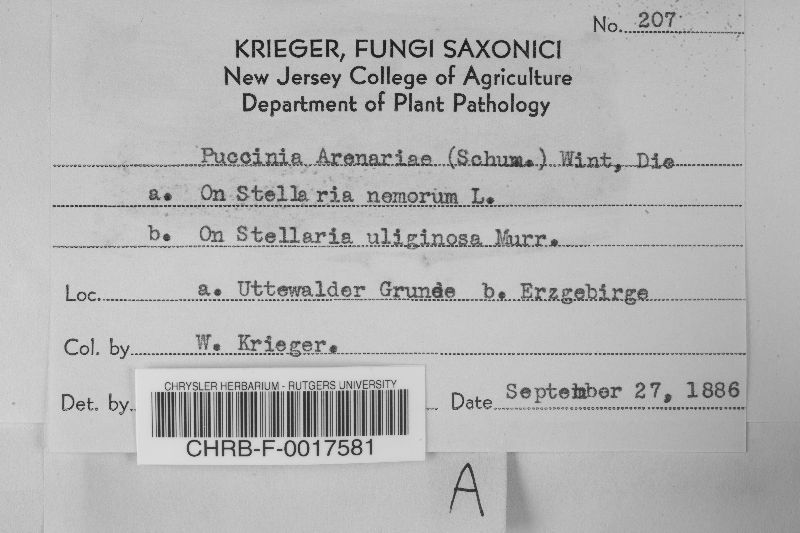 No. 207
KRIEGER, FUNGI SAXONICI
New Jersey College of Agriculture
Department of Plant Pathology
Puccinia Arenariae (Schum.) Wint, Die
a. On Stellaria nemorum L.
b. On Stellaria uliginosa Murr.
Loc. a. Uttewalder Grunde b. Erzgebirge
Col. by W. Krieger.
Det. by
Date September 27, 1886
CHRYSLER HERBARIUM - RUTGERS UNIVERSITY
CHRB-F-0017581
A